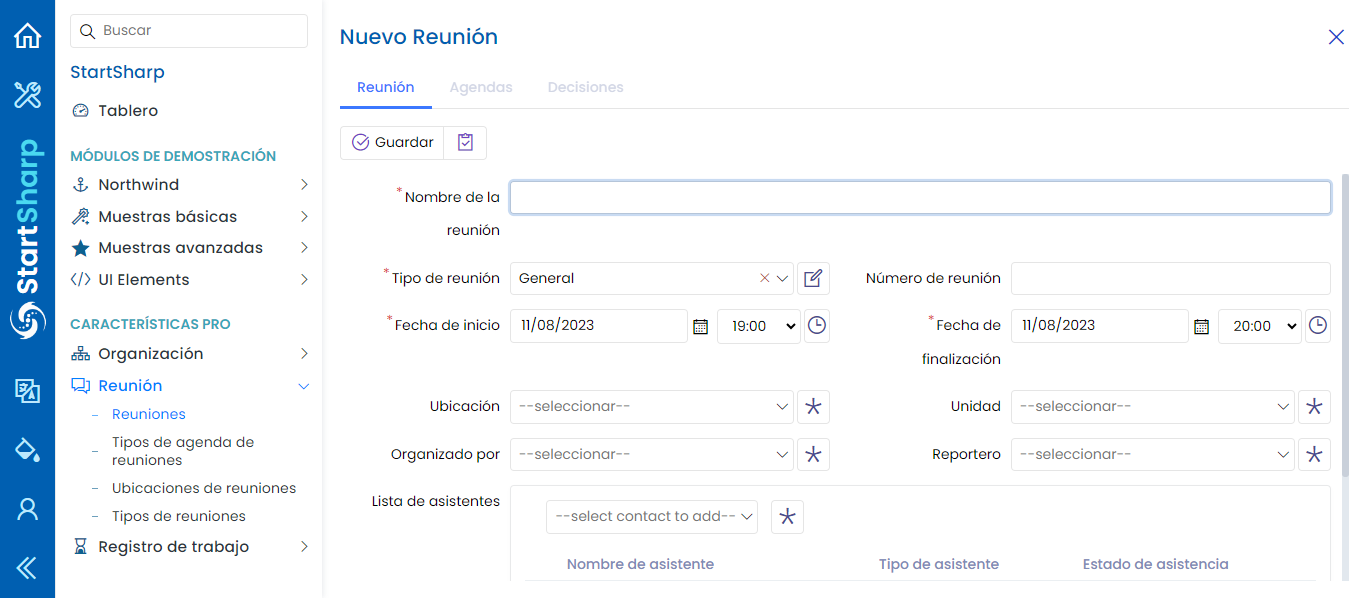 StartSharp
Buscar
StartSharp
Tablero
MÓDULOS DE DEMOSTRACIÓN
Northwind
Muestras básicas
Muestras avanzadas
UI Elements
CARACTERÍSTICAS PRO
Organización
Reunión
Reuniones
Tipos de agenda de
reuniones
Ubicaciones de reuniones
Tipos de reuniones
Registro de trabajo
Nuevo Reunión
Reunión Agendas Decisiones
Guardar
*Nombre de la
reunión
*Tipo de reunión General Número de reunión
*Fecha de inicio 11/08/2023 19:00 *Fecha de
finalización 11/08/2023 20:00
Ubicación --seleccionar-- Unidad --seleccionar--
Organizado por --seleccionar-- Reportero --seleccionar--
Lista de asistentes
--select contact to add--
Nombre de asistente Tipo de asistente Estado de asistencia